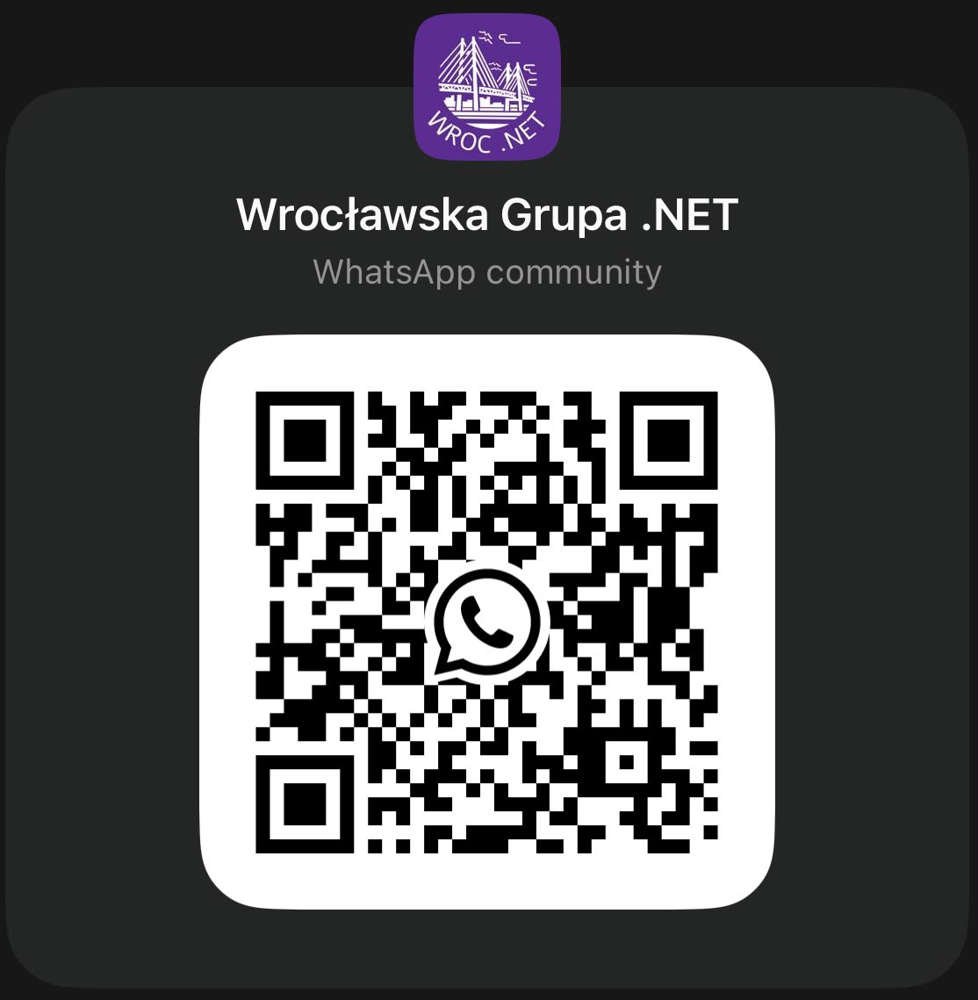 WROC .NET
Wrocławska Grupa .NET
WhatsApp community